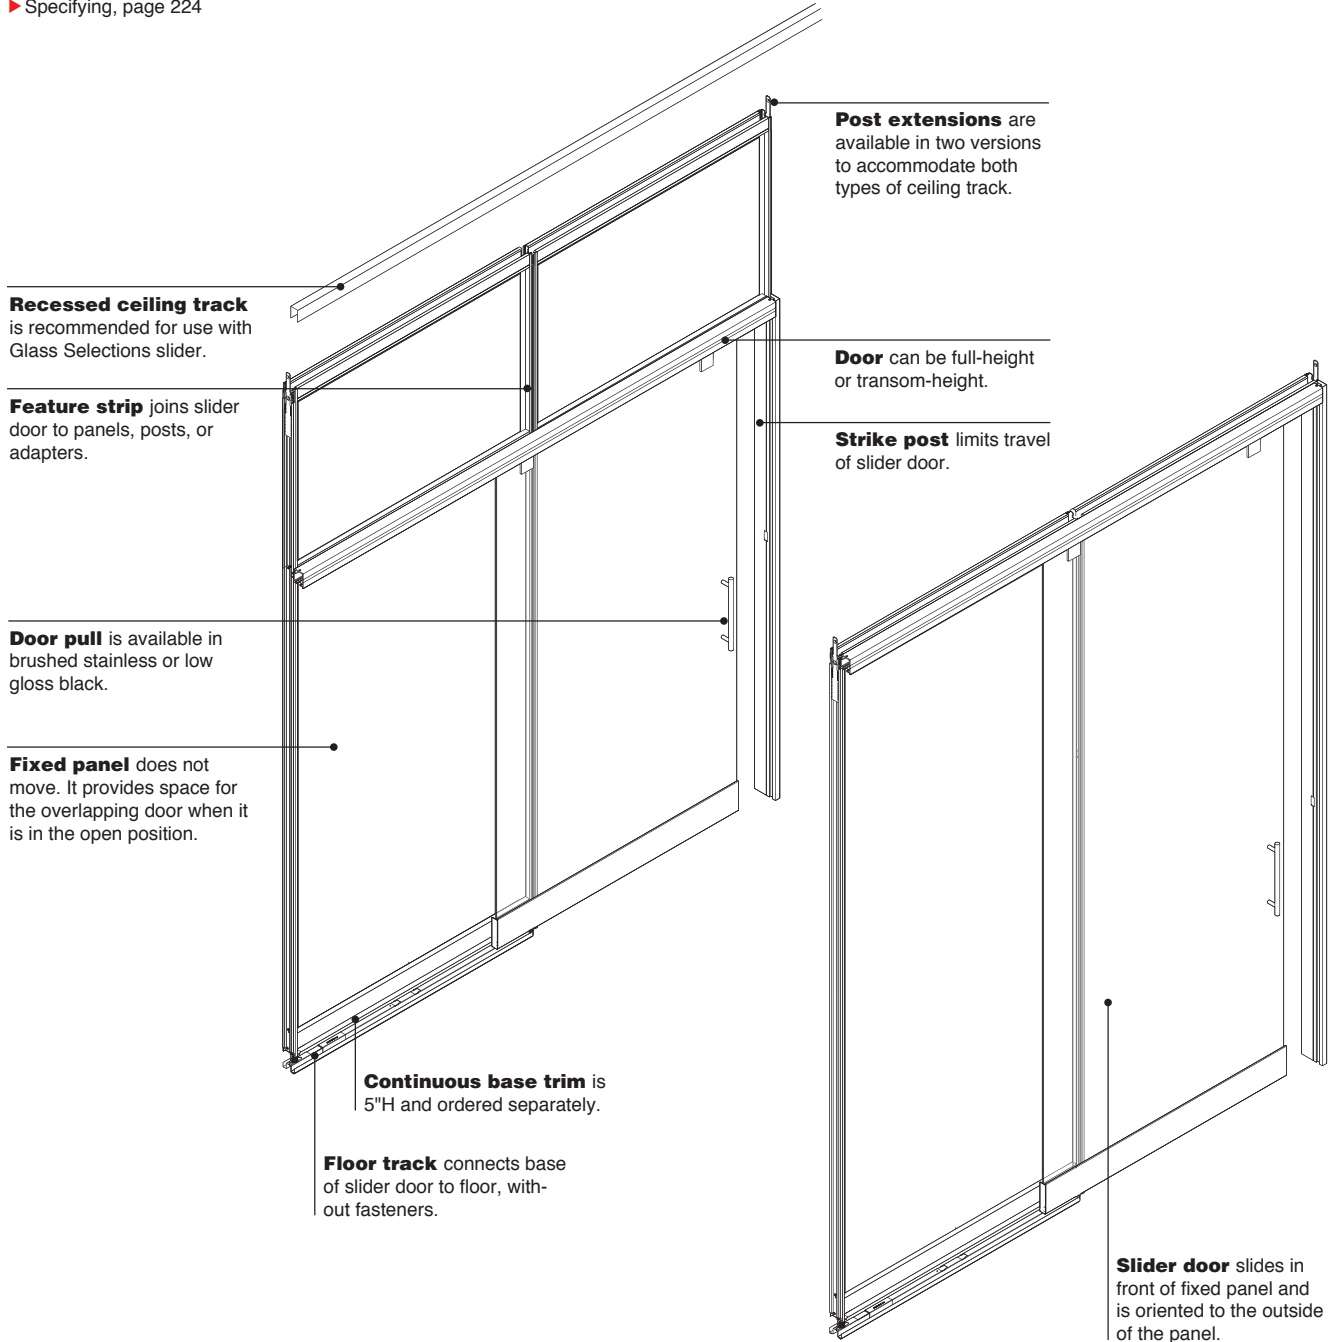 Specifying, page 224
Post extensions are
available in two versions
to accommodate both
types of ceiling track.
Recessed ceiling track
is recommended for use with
Glass Selections slider.
Door can be full-height
or transom-height.
Feature strip joins slider
door to panels, posts, or
adapters.
Strike post limits travel
of slider door.
Door pull is available in
brushed stainless or low
gloss black.
Fixed panel does not
move. It provides space for
the overlapping door when it
is in the open position.
Continuous base trim is
5"H and ordered separately.
Floor track connects base
of slider door to floor, with-
out fasteners.
Slider door slides in
front of fixed panel and
is oriented to the outside
of the panel.